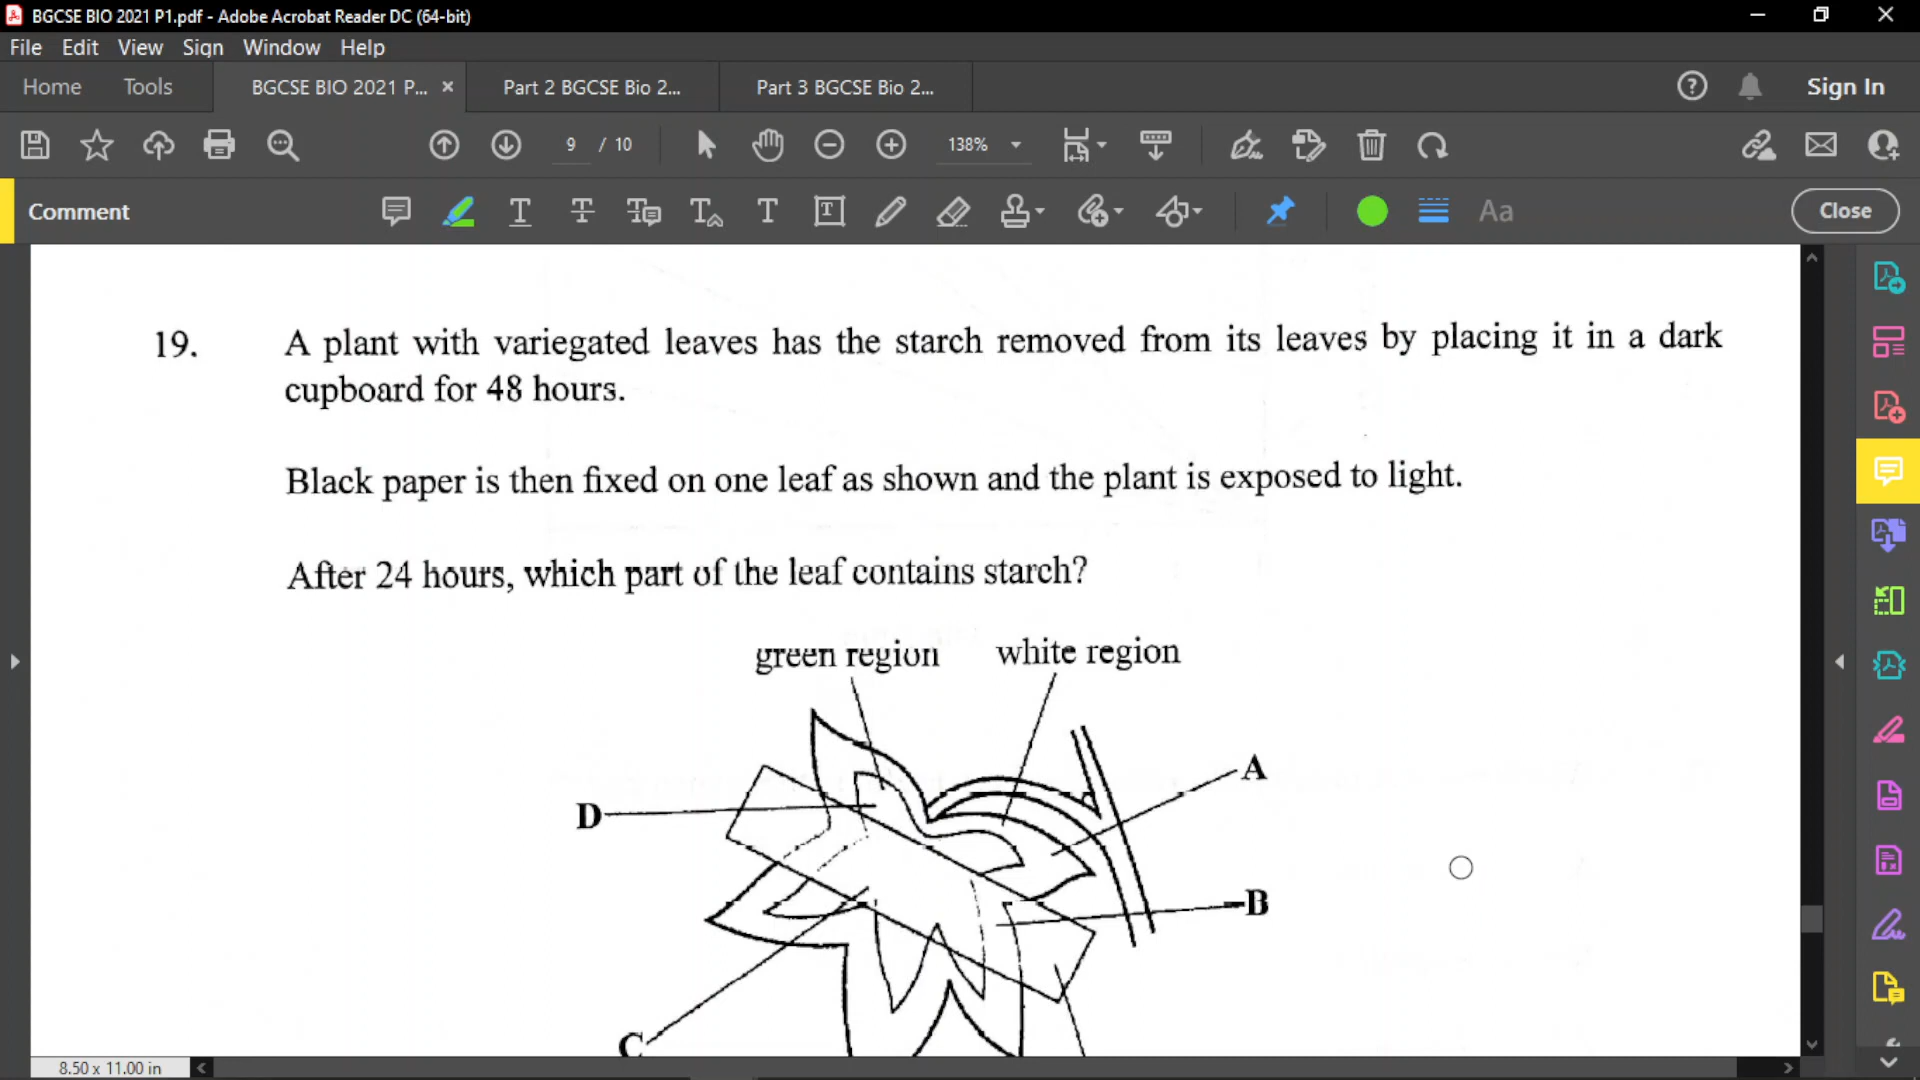 BGCSE BIO 2021 P1.pdf - Adobe Acrobat Reader DC (64-bit)
File Edit View Sign Window Help
Home Tools BGCSE BIO 2021 P... × Part 2 BGCSE Bio 2... Part 3 BGCSE Bio 2... Sign In
9 / 10 138%
Comment Aa Close
19. A plant with variegated leaves has the starch removed from its leaves by placing it in a dark
cupboard for 48 hours.
Black paper is then fixed on one leaf as shown and the plant is exposed to light.
After 24 hours, which part of the leaf contains starch?
green region white region
A
D
B
C
8.50 x 11.00 in